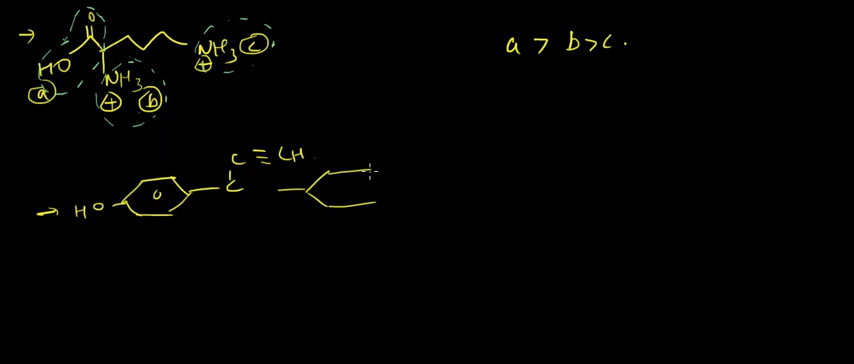 → O a > b > c.
HO NH3 c
a + NH3 +
+ b
C ≡ CH
→ HO O C